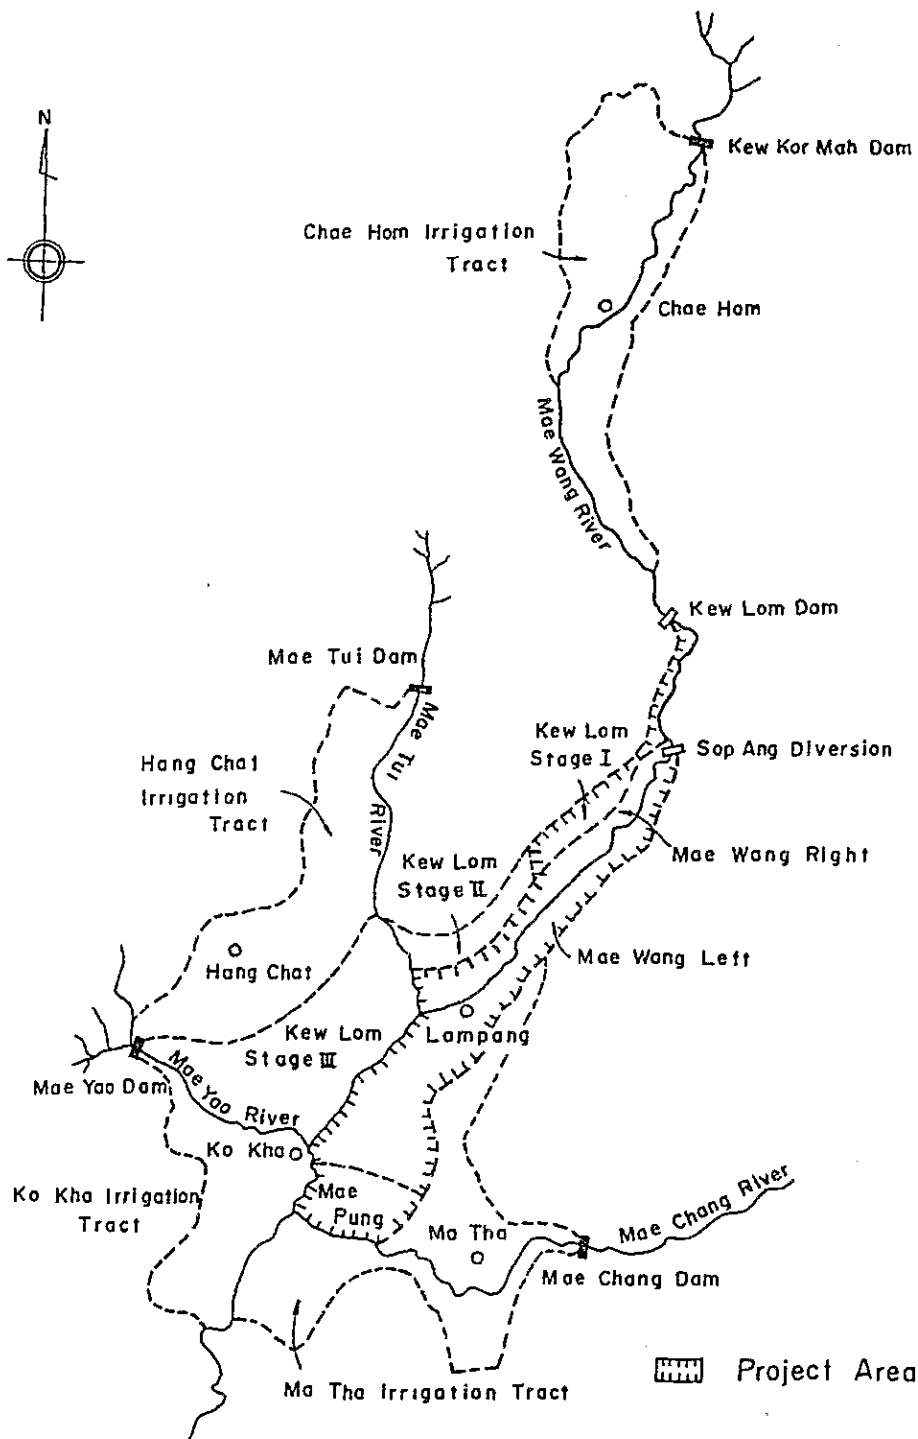 N
Kew Kor Mah Dam
Chae Hom Irrigation
Tract
Chae Hom
Mae Wang River
Kew Lom Dam
Mae Tui Dam
Mae Tui
River
Kew Lom
Stage I
Sop Ang Diversion
Hang Chat
Irrigation
Tract
Mae Wang Right
Kew Lom
Stage II
Mae Wang Left
Hang Chat
Lampang
Kew Lom
Stage III
Mae Yao Dam
Mae Yao River
Ko Kha
Ko Kha Irrigation
Tract
Mae
Pung
Ma Tha
Mae Chang River
Mae Chang Dam
Ma Tha Irrigation Tract
Project Area